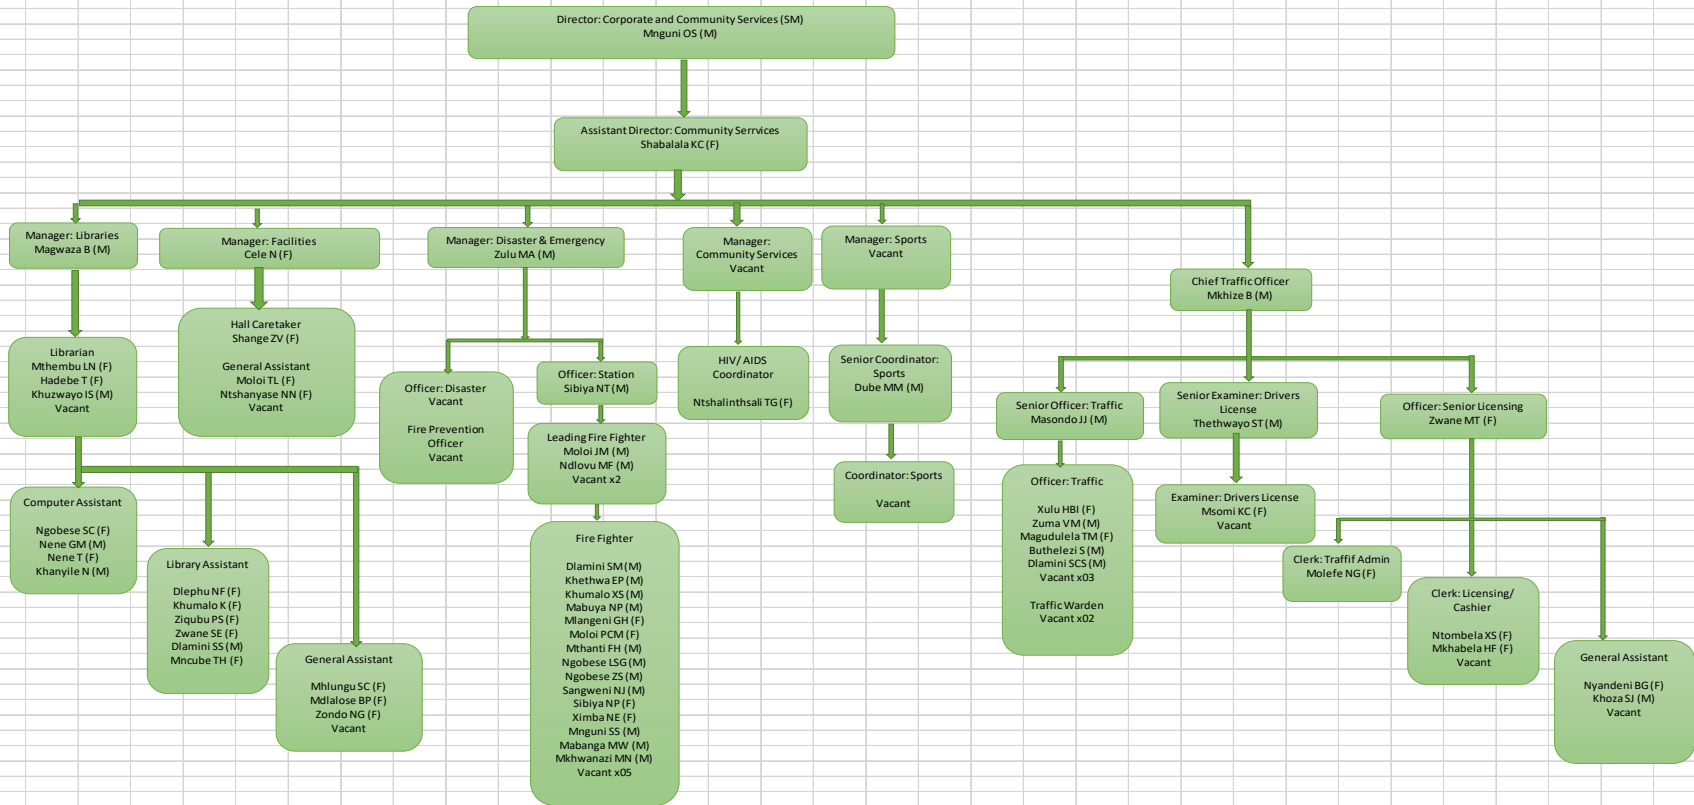 Director: Corporate and Community Services (SM)
Mnguni OS (M)
Assistant Director: Community Serrvices
Shabalala KC (F)
Manager: Libraries
Magwaza B (M)
Manager: Facilities
Cele N (F)
Manager: Disaster & Emergency
Zulu MA (M)
Manager:
Community Services
Vacant
Manager: Sports
Vacant
Chief Traffic Officer
Mkhize B (M)
Librarian
Mthembu LN (F)
Hadebe T (F)
Khuzwayo IS (M)
Vacant
Hall Caretaker
Shange ZV (F)
General Assistant
Moloi TL (F)
Ntshanyase NN (F)
Vacant
Officer: Disaster
Vacant
Fire Prevention
Officer
Vacant
Officer: Station
Sibiya NT (M)
HIV/ AIDS
Coordinator
Ntshalinthsali TG (F)
Senior Coordinator:
Sports
Dube MM (M)
Senior Officer: Traffic
Masondo JJ (M)
Senior Examiner: Drivers
License
Thethwayo ST (M)
Officer: Senior Licensing
Zwane MT (F)
Leading Fire Fighter
Moloi JM (M)
Ndlovu MF (M)
Vacant x2
Coordinator: Sports
Vacant
Officer: Traffic
Xulu HBI (F)
Zuma VM (M)
Magudulela TM (F)
Buthelezi S (M)
Dlamini SCS (M)
Vacant x03
Traffic Warden
Vacant x02
Examiner: Drivers License
Msomi KC (F)
Vacant
Computer Assistant
Ngobese SC (F)
Nene GM (M)
Nene T (F)
Khanyile N (M)
Library Assistant
Dlephu NF (F)
Khumalo K (F)
Ziqubu PS (F)
Zwane SE (F)
Dlamini SS (M)
Mncube TH (F)
General Assistant
Mhlungu SC (F)
Mdlalose BP (F)
Zondo NG (F)
Vacant
Fire Fighter
Dlamini SM (M)
Khethwa EP (M)
Khumalo XS (M)
Mabuya NP (M)
Mlangeni GH (F)
Moloi PCM (F)
Mthanti FH (M)
Ngobese LSG (M)
Ngobese ZS (M)
Sangweni NJ (M)
Sibiya NP (F)
Ximba NE (F)
Mnguni SS (M)
Mabanga MW (M)
Mkhwanazi MN (M)
Vacant x05
Clerk: Traffif Admin
Molefe NG (F)
Clerk: Licensing/
Cashier
Ntombela XS (F)
Mkhabela HF (F)
Vacant
General Assistant
Nyandeni BG (F)
Khoza SJ (M)
Vacant